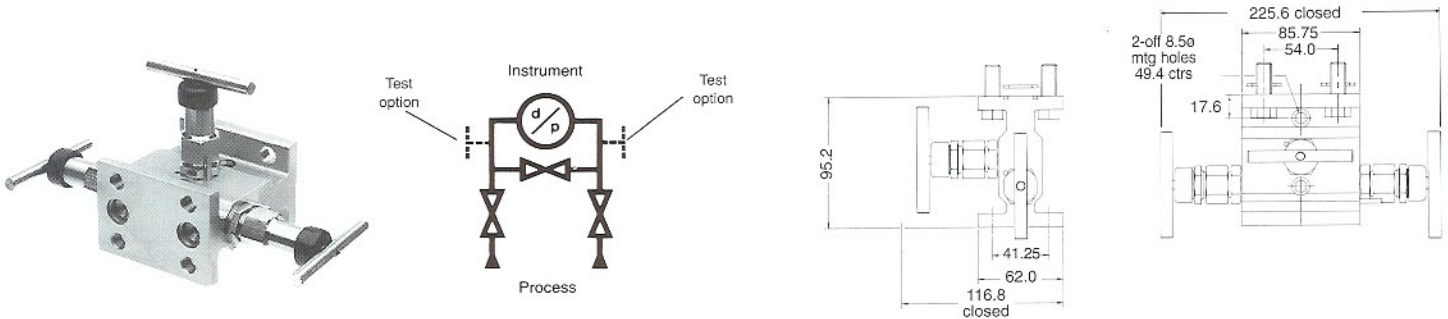 Instrument
Test
option
Test
option
d/p
Process
95.2
41.25
62.0
116.8
closed
225.6 closed
85.75
54.0
2-off 8.5ø
mtg holes
49.4 ctrs
17.6